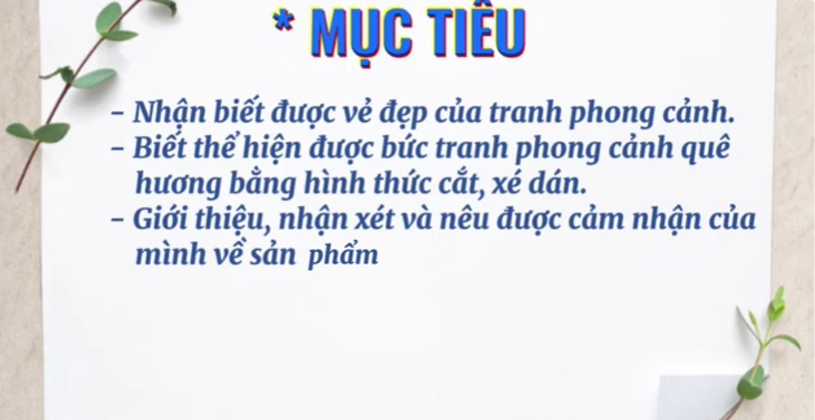 * MỤC TIÊU
- Nhận biết được vẻ đẹp của tranh phong cảnh.
- Biết thể hiện được bức tranh phong cảnh quê
hương bằng hình thức cắt, xé dán.
- Giới thiệu, nhận xét và nêu được cảm nhận của
mình về sản phẩm